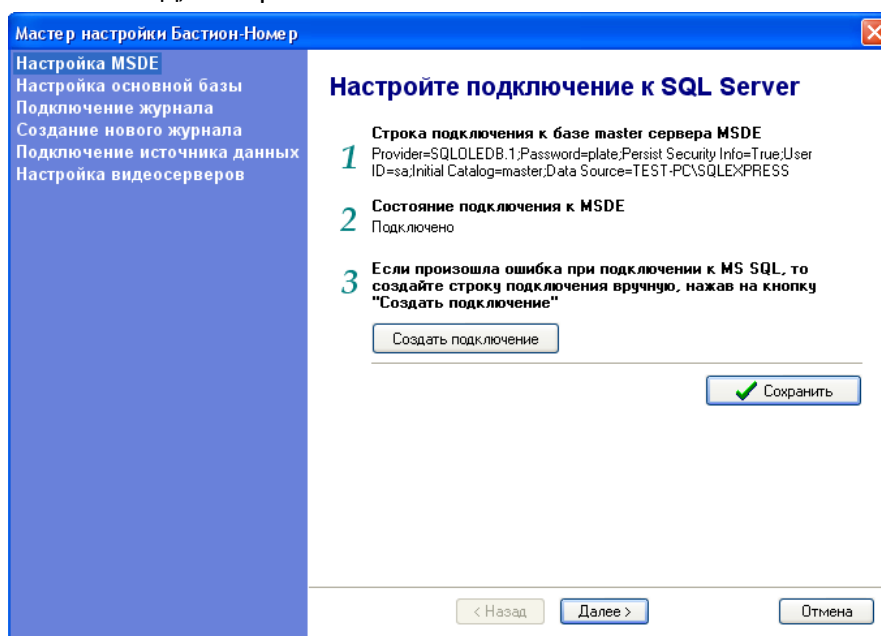 Мастер настройки Бастион-Номер
Настройка MSDE
Настройка основной базы
Подключение журнала
Создание нового журнала
Подключение источника данных
Настройка видеосерверов
Настройте подключение к SQL Server
1
Строка подключения к базе master сервера MSDE
Provider=SQLOLEDB.1;Password=plate;Persist Security Info=True;User
ID=sa;Initial Catalog=master;Data Source=TEST-PC\SQLEXPRESS
2
Состояние подключения к MSDE
Подключено
3
Если произошла ошибка при подключении к MS SQL, то
создайте строку подключения вручную, нажав на кнопку
"Создать подключение"
Создать подключение
Сохранить
< Назад
Далее >
Отмена